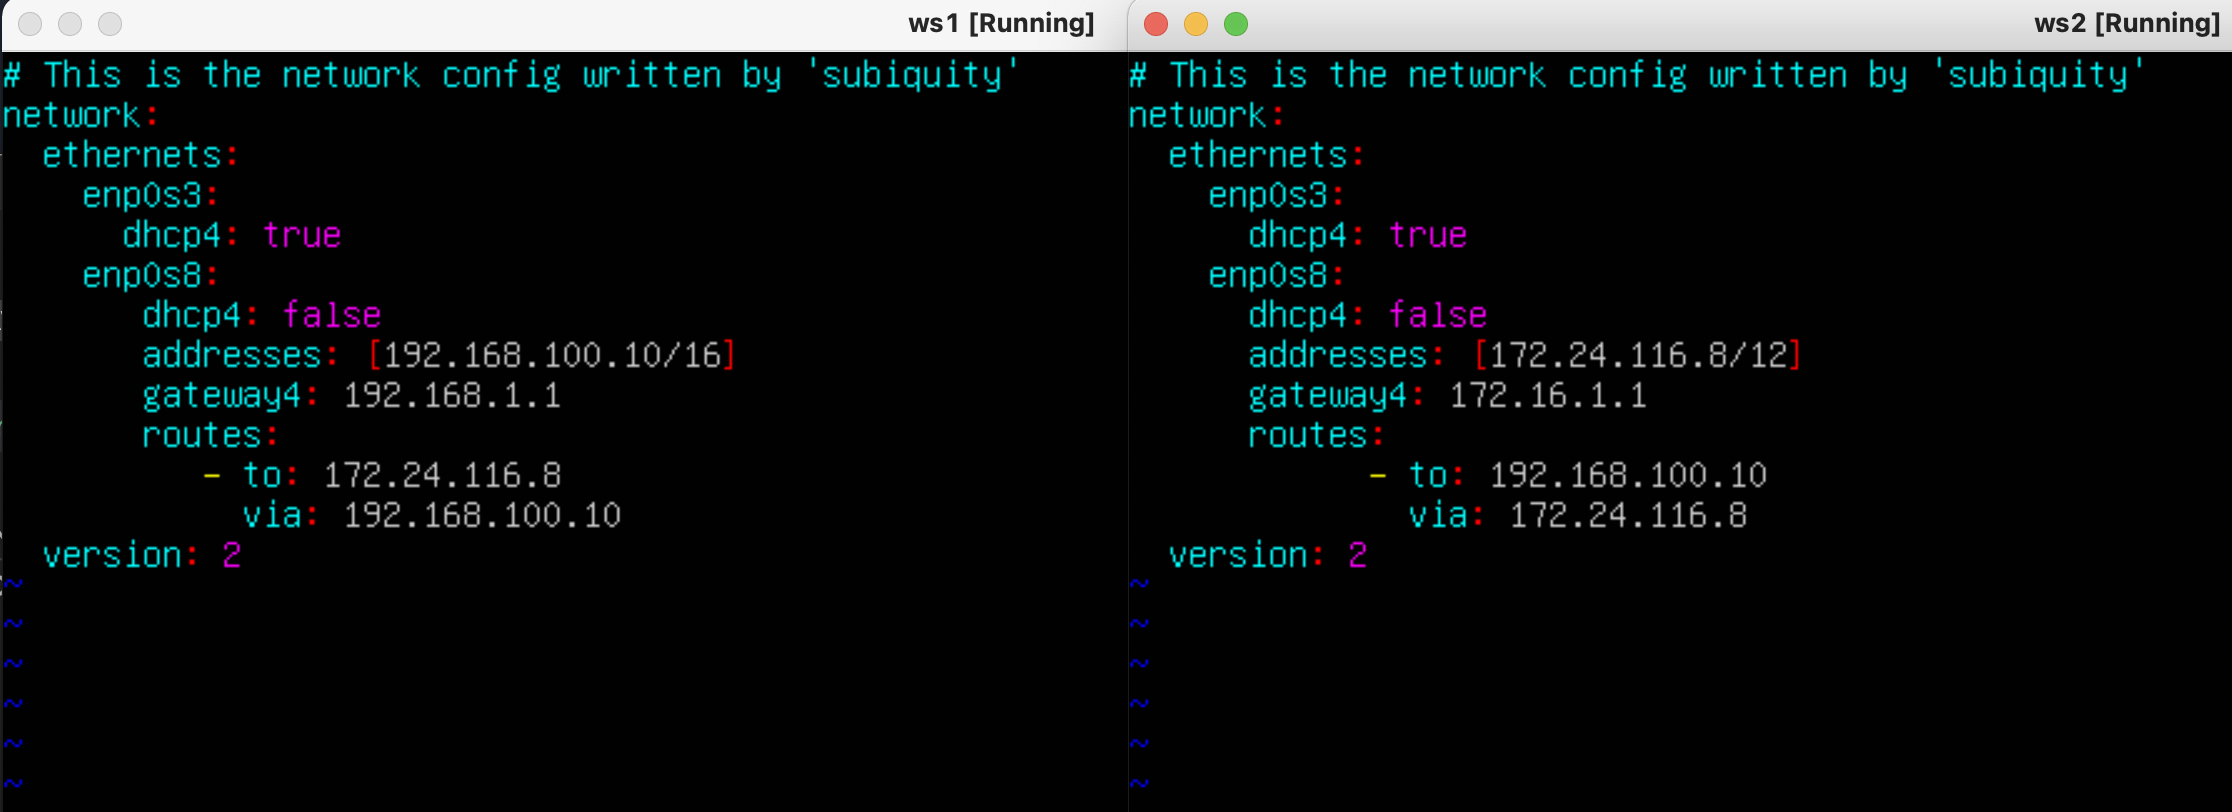 ws1 [Running]
# This is the network config written by 'subiquity'
network:
  ethernets:
    enp0s3:
      dhcp4: true
    enp0s8:
       dhcp4: false
       addresses: [192.168.100.10/16]
       gateway4: 192.168.1.1
       routes:
          - to: 172.24.116.8
            via: 192.168.100.10
  version: 2
~
~
~
~
~
~
ws2 [Running]
# This is the network config written by 'subiquity'
network:
  ethernets:
    enp0s3:
      dhcp4: true
    enp0s8:
      dhcp4: false
      addresses: [172.24.116.8/12]
      gateway4: 172.16.1.1
      routes:
            - to: 192.168.100.10
              via: 172.24.116.8
  version: 2
~
~
~
~
~
~